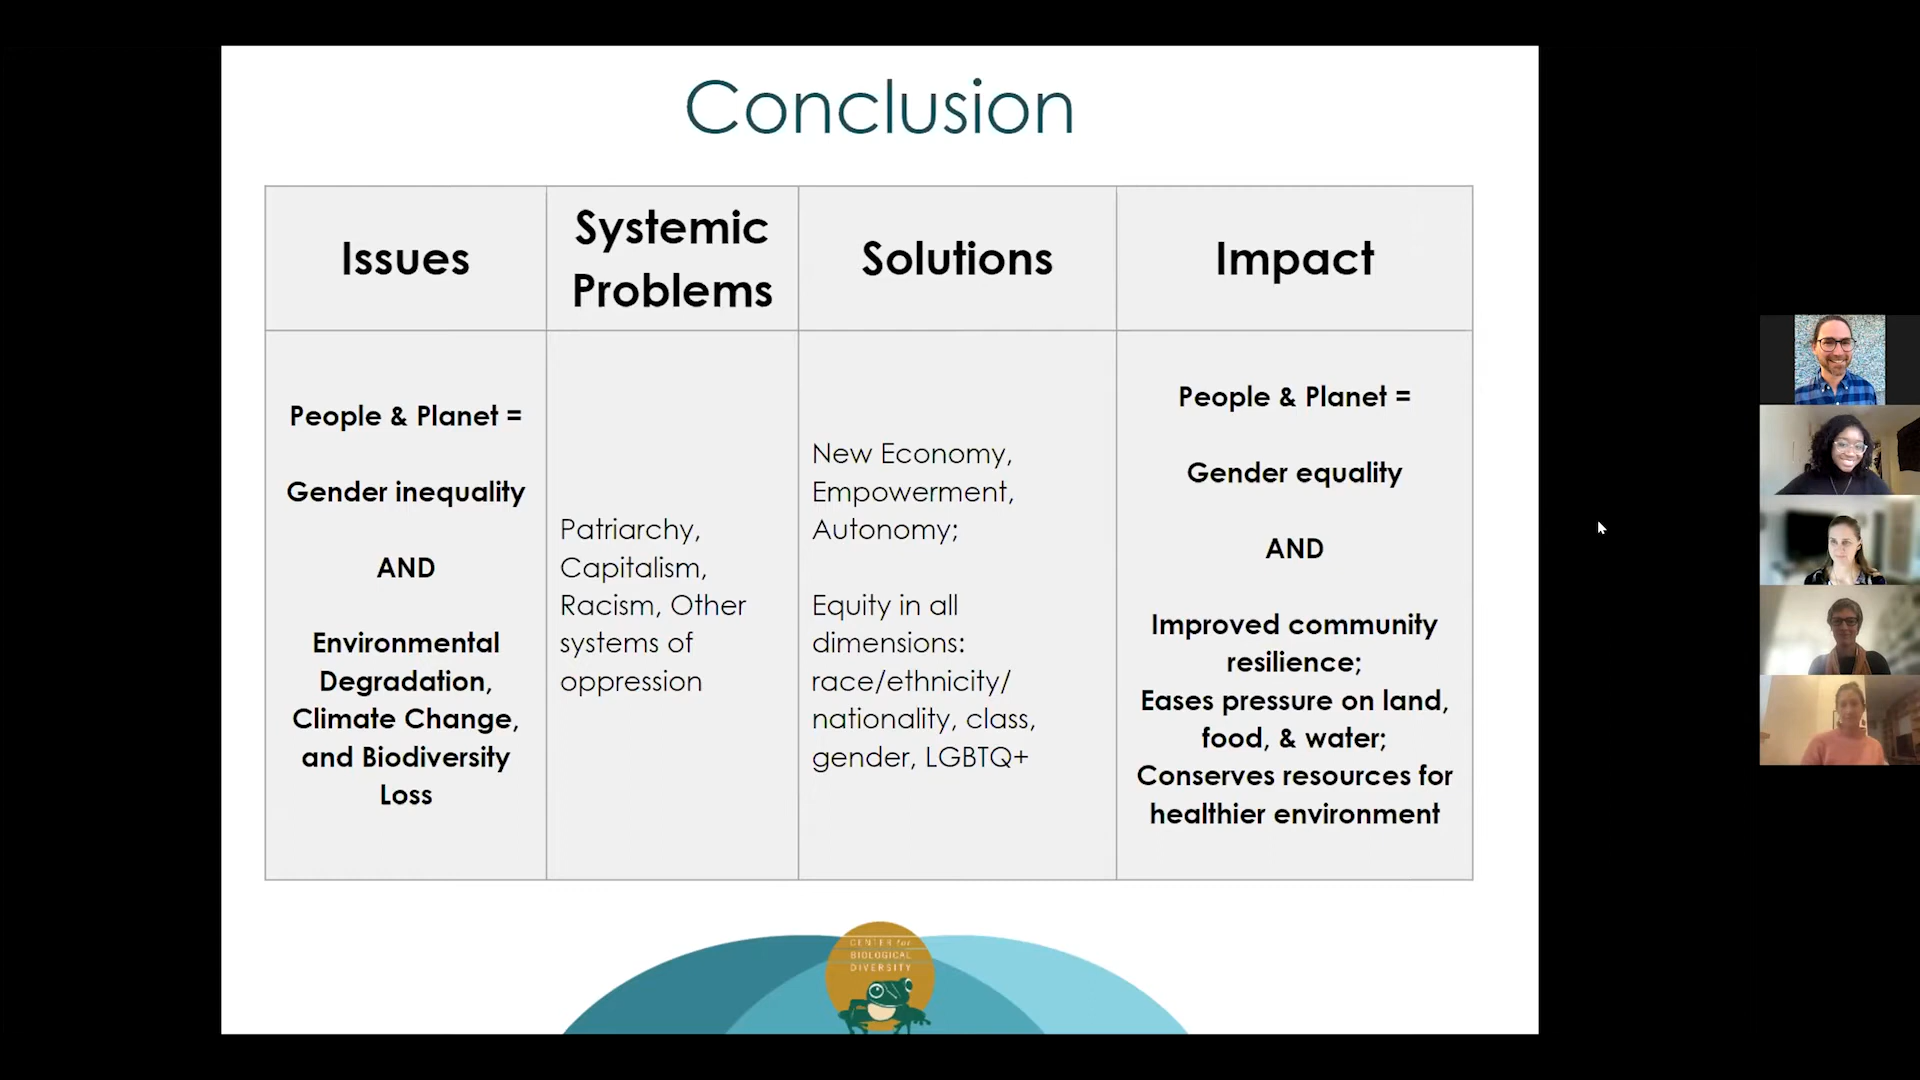 Conclusion
Issues
Systemic
Problems
Solutions
Impact
People & Planet =
Gender inequality
AND
Environmental
Degradation,
Climate Change,
and Biodiversity
Loss
Patriarchy,
Capitalism,
Racism, Other
systems of
oppression
New Economy,
Empowerment,
Autonomy;
Equity in all
dimensions:
race/ethnicity/
nationality, class,
gender, LGBTQ+
People & Planet =
Gender equality
AND
Improved community
resilience;
Eases pressure on land,
food, & water;
Conserves resources for
healthier environment
CENTER for
BIOLOGICAL
DIVERSITY